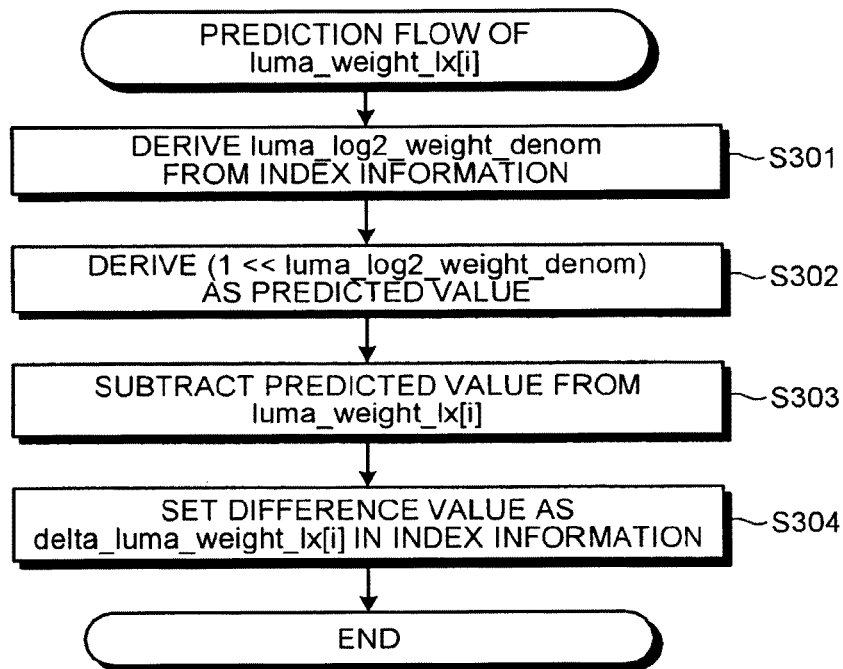 PREDICTION FLOW OF
luma_weight_lx[i]
DERIVE luma_log2_weight_denom
FROM INDEX INFORMATION
S301
DERIVE (1 << luma_log2_weight_denom)
AS PREDICTED VALUE
S302
SUBTRACT PREDICTED VALUE FROM
luma_weight_lx[i]
S303
SET DIFFERENCE VALUE AS
delta_luma_weight_lx[i] IN INDEX INFORMATION
S304
END